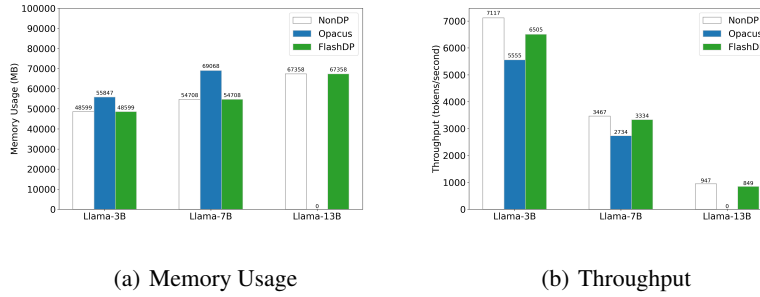 100000
90000
80000
70000
60000
50000
40000
30000
20000
10000
0
Memory Usage (MB)
NonDP
Opacus
FlashDP
48599
55847
48599
54708
69068
54708
67358
0
67358
Llama-3B
Llama-7B
Llama-13B
(a) Memory Usage
7000
6000
5000
4000
3000
2000
1000
0
Throughput (tokens/second)
NonDP
Opacus
FlashDP
7117
5555
6505
3467
2734
3334
947
0
849
Llama-3B
Llama-7B
Llama-13B
(b) Throughput